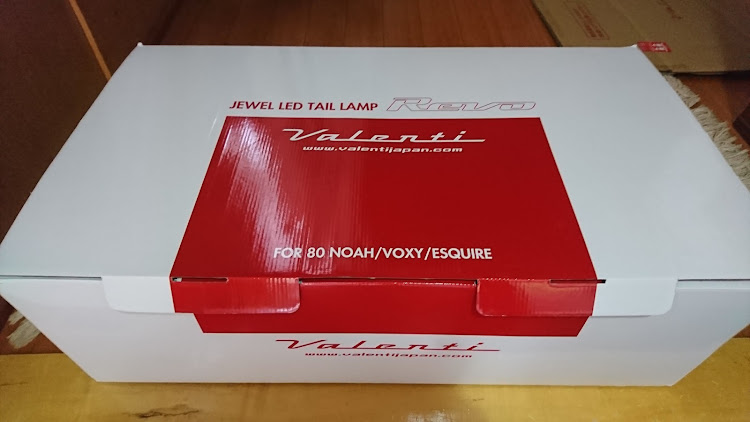 JEWEL LED TAIL LAMP Revo
Valenti
www.valentijapan.com
FOR 80 NOAH/VOXY/ESQUIRE
Valenti
www.valentijapan.com